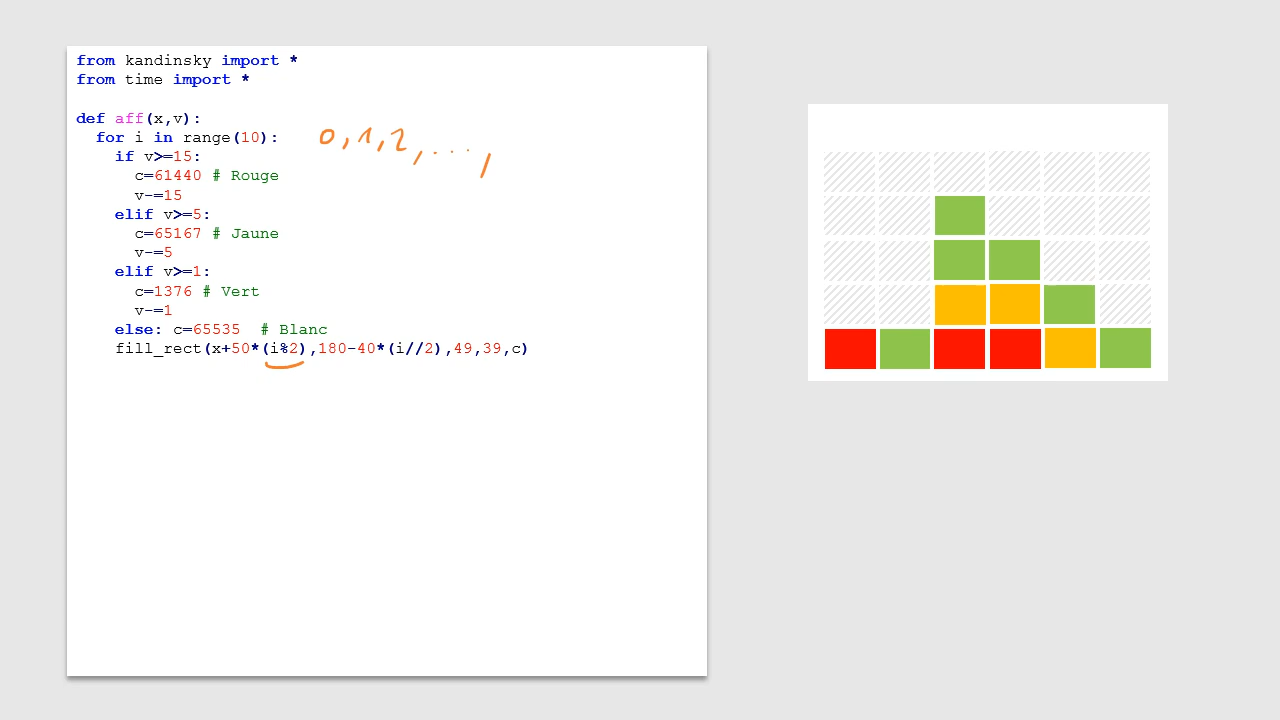 from kandinsky import *
from time import *
def aff(x,v):
for i in range(10):
0,1,2,...,
if v>=15:
c=61440 # Rouge
v-=15
elif v>=5:
c=65167 # Jaune
v-=5
elif v>=1:
c=1376 # Vert
v-=1
else: c=65535  # Blanc
fill_rect(x+50*(i%2),180-40*(i//2),49,39,c)